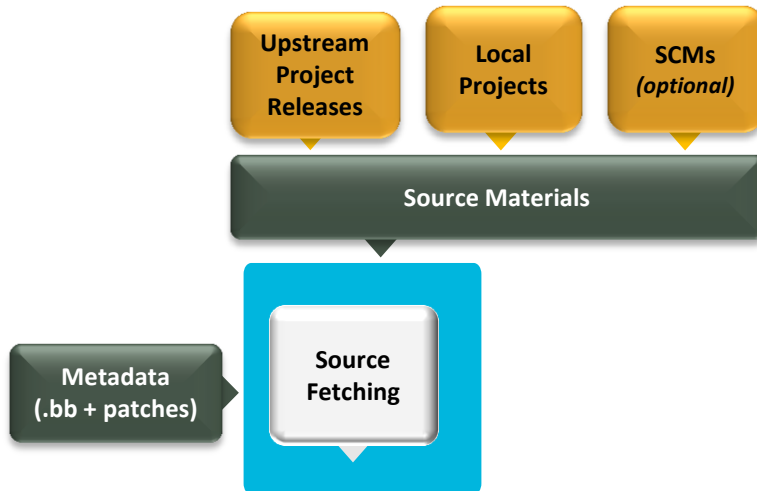 Upstream
Project
Releases
Local
Projects
SCMs
(optional)
Source Materials
Metadata
(.bb + patches)
Source
Fetching